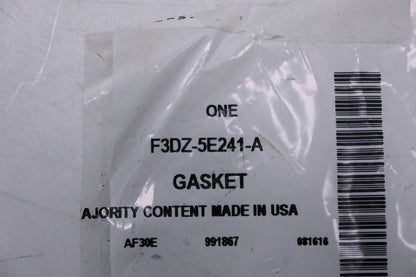 ONE
F3DZ-5E241-A
GASKET
AJORITY CONTENT MADE IN USA
AF30E 991867 681616